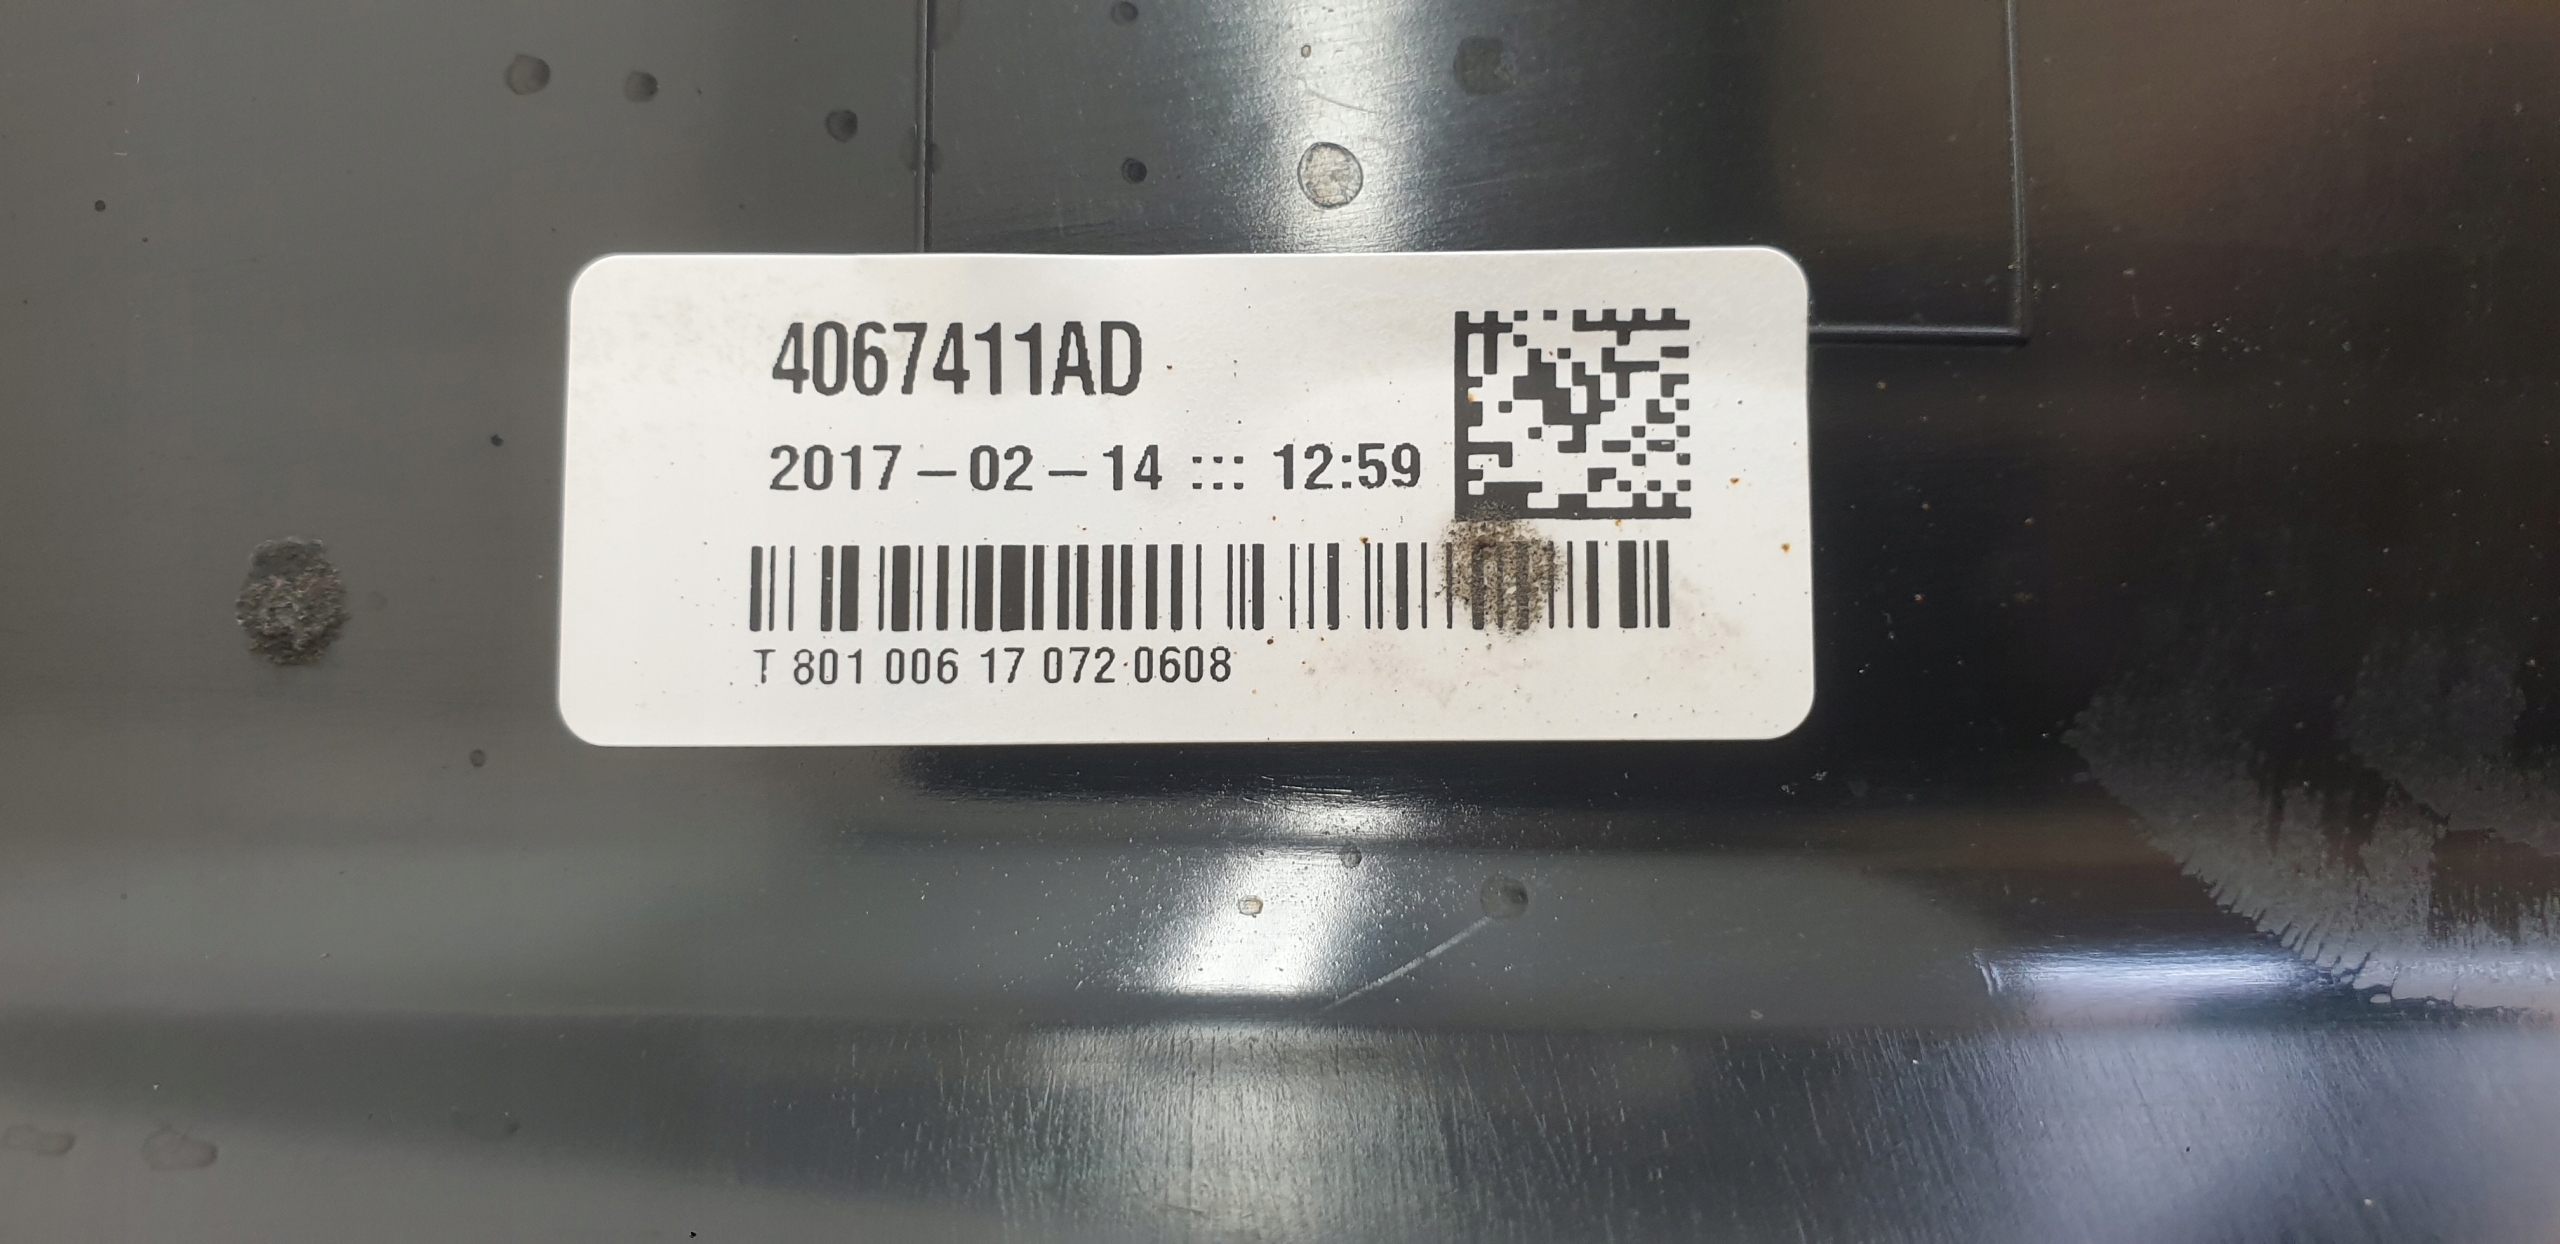 4067411AD
2017-02-14 ::: 12:59
T 801 006 17 072 0608